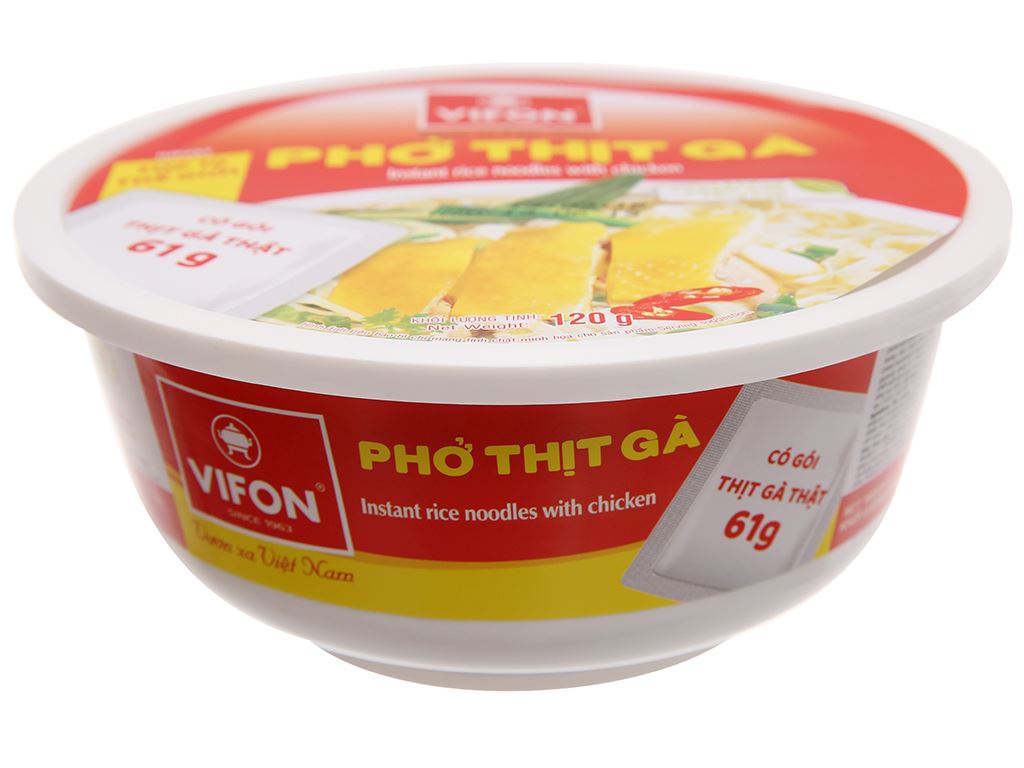 VIFON
PHỞ THỊT GÀ
Instant rice noodles with chicken
CÓ GÓI
THỊT GÀ THẬT
61g
KHỐI LƯỢNG TỊNH
Net Weight: 120 g
VIFON®
SINCE 1963
Vươn xa Việt Nam
PHỞ THỊT GÀ
Instant rice noodles with chicken
CÓ GÓI
THỊT GÀ THẬT
61g